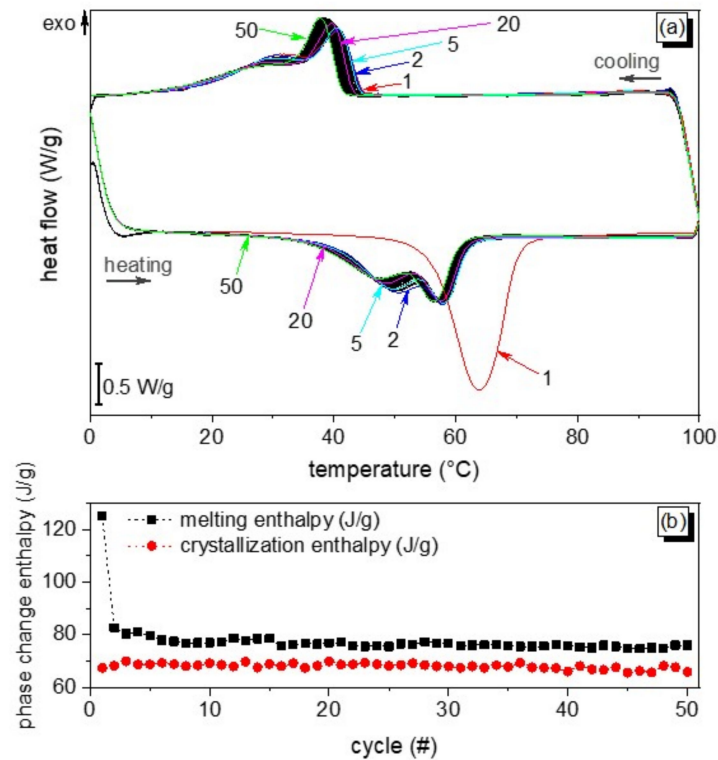 exo
50
20
(a)
5
2
1
cooling
heat flow (W/g)
heating
50
20
5
2
1
0.5 W/g
0 20 40 60 80 100
temperature (°C)
phase change enthalpy (J/g)
(b)
melting enthalpy (J/g)
crystallization enthalpy (J/g)
120
100
80
60
0 10 20 30 40 50
cycle (#)